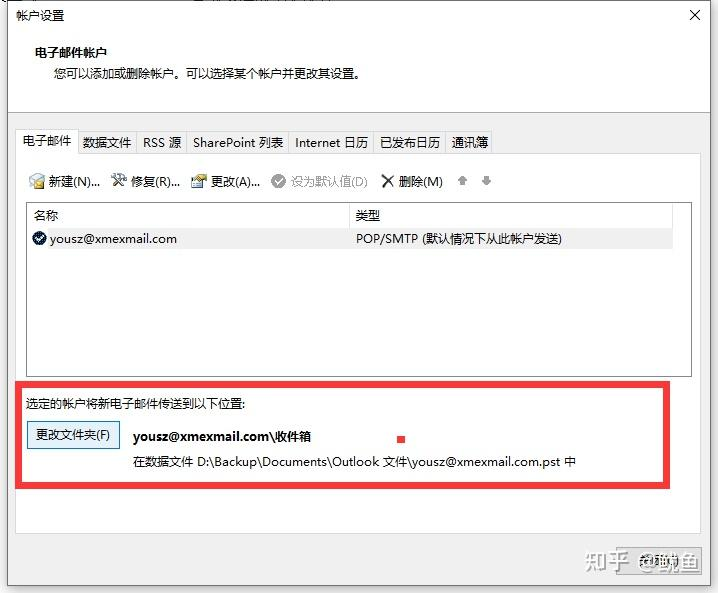 帐户设置
电子邮件帐户
您可以添加或删除帐户。可以选择某个帐户并更改其设置。
电子邮件 数据文件 RSS 源 SharePoint 列表 Internet 日历 已发布日历 通讯簿
新建(N)... 修复(R)... 更改(A)... 设为默认值(D) 删除(M)
名称 类型
yousz@xmexmail.com POP/SMTP (默认情况下从此帐户发送)
选定的帐户将新电子邮件传送到以下位置:
更改文件夹(F) yousz@xmexmail.com\收件箱
在数据文件 D:\Backup\Documents\Outlook 文件\yousz@xmexmail.com.pst 中
知乎